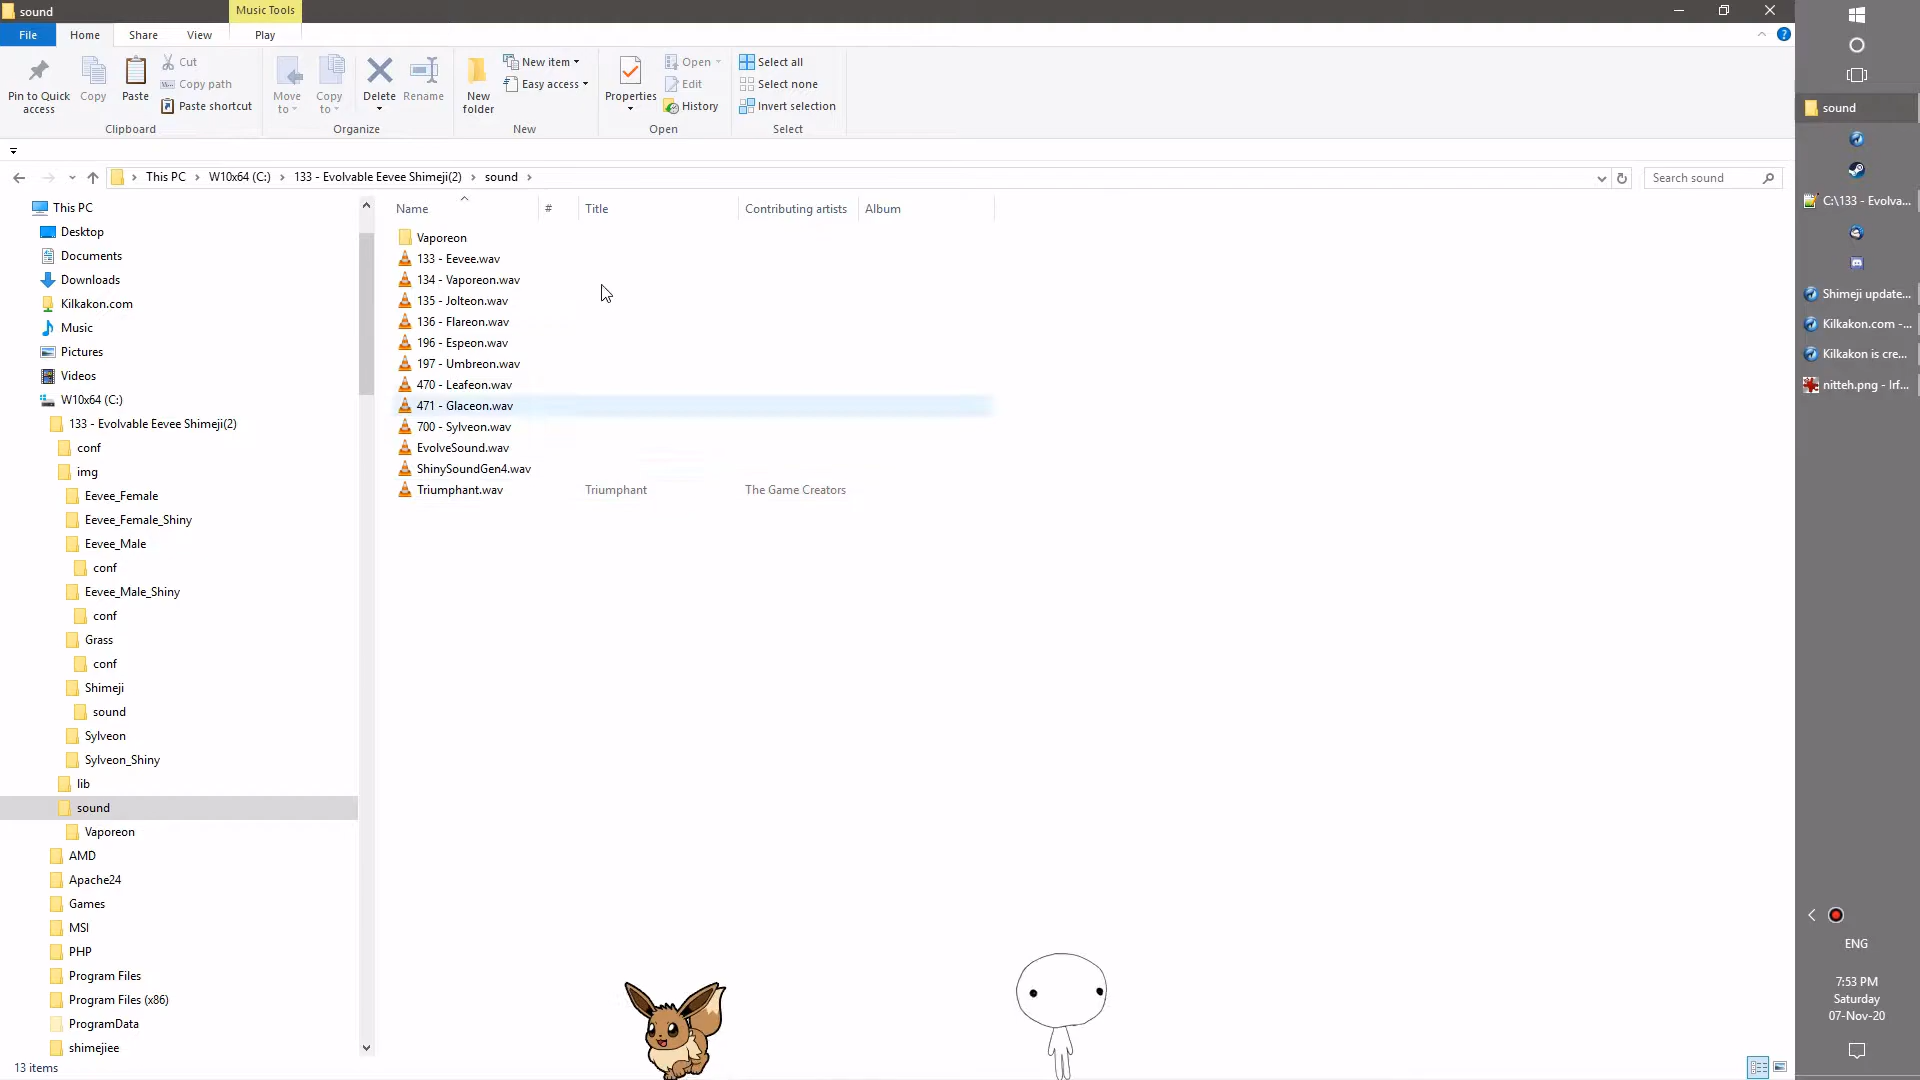 sound
Music Tools
File Home Share View Play
Pin to Quick access
Copy
Paste
Cut
Copy path
Paste shortcut
Clipboard
Move to
Copy to
Delete
Rename
Organize
New folder
New item
Easy access
New
Properties
Open
Edit
History
Open
Select all
Select none
Invert selection
Select
This PC > W10x64 (C:) > 133 - Evolvable Eevee Shimeji(2) > sound >
Search sound
This PC
Desktop
Documents
Downloads
Kilkakon.com
Music
Pictures
Videos
W10x64 (C:)
133 - Evolvable Eevee Shimeji(2)
conf
img
Eevee_Female
Eevee_Female_Shiny
Eevee_Male
conf
Eevee_Male_Shiny
conf
Grass
conf
Shimeji
sound
Sylveon
Sylveon_Shiny
lib
sound
Vaporeon
AMD
Apache24
Games
MSI
PHP
Program Files
Program Files (x86)
ProgramData
shimejiee
13 items
Name # Title Contributing artists Album
Vaporeon
133 - Eevee.wav
134 - Vaporeon.wav
135 - Jolteon.wav
136 - Flareon.wav
196 - Espeon.wav
197 - Umbreon.wav
470 - Leafeon.wav
471 - Glaceon.wav
700 - Sylveon.wav
EvolveSound.wav
ShinySoundGen4.wav
Triumphant.wav Triumphant The Game Creators
sound
C:\133 - Evolva...
Shimeji update...
Kilkakon.com -...
Kilkakon is cre...
nitteh.png - Irf...
ENG
7:53 PM
Saturday
07-Nov-20